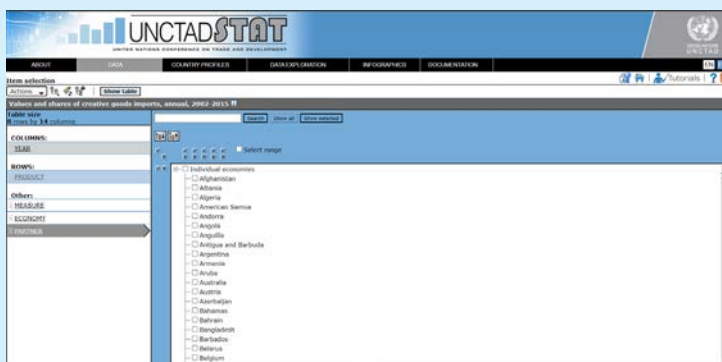 UNCTADSTAT
UNITED NATIONS CONFERENCE ON TRADE AND DEVELOPMENT
UNITED NATIONS
UNCTAD
ABOUT
DATA
COUNTRY PROFILES
DATA EXPLORATION
INFOGRAPHICS
DOCUMENTATION
EN
Item selection
Tutorials | ?
Actions
Show table
Values and shares of creative goods imports, annual, 2002-2015
Table size
8 rows by 14 columns
Search
Show all
Show selected
COLUMNS:
YEAR
Select range
ROWS:
PRODUCT
Other:
MEASURE
ECONOMY
PARTNER
Individual economies
Afghanistan
Albania
Algeria
American Samoa
Andorra
Angola
Anguilla
Antigua and Barbuda
Argentina
Armenia
Aruba
Australia
Austria
Azerbaijan
Bahamas
Bahrain
Bangladesh
Barbados
Belarus
Belgium